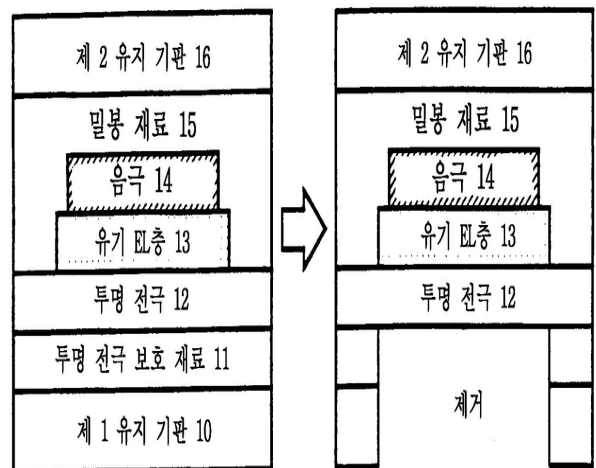 제 2 유지 기판 16
밀봉 재료 15
음극 14
유기 EL층 13
투명 전극 12
투명 전극 보호 재료 11
제 1 유지 기판 10
제 2 유지 기판 16
밀봉 재료 15
음극 14
유기 EL층 13
투명 전극 12
제거